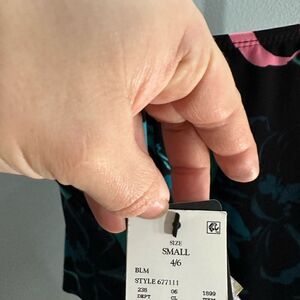 SIZE
SMALL
4/6
BLM
STYLE 677111
238 06 1899
DEPT CL ITEM